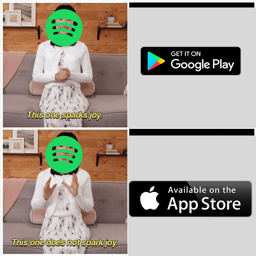 GET IT ON
Google Play
This one sparks joy.
Available on the
App Store
This one does not spark joy.